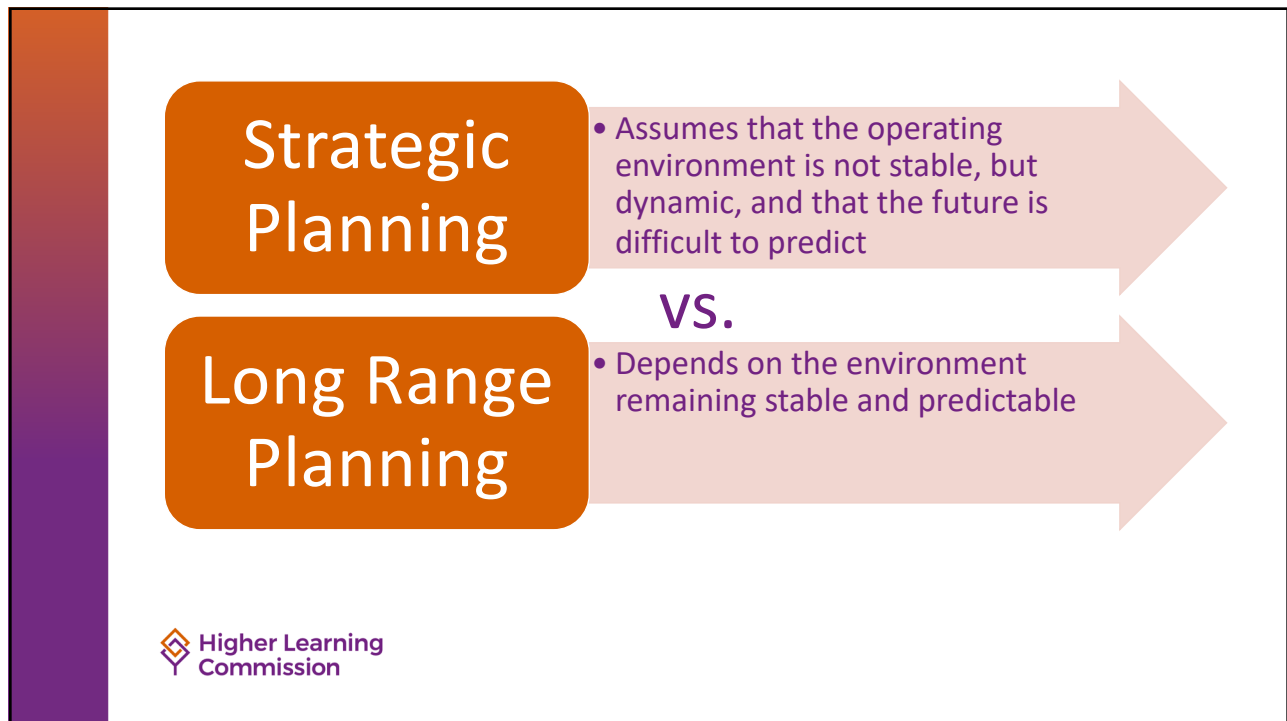 Strategic
Planning
• Assumes that the operating
environment is not stable, but
dynamic, and that the future is
difficult to predict
vs.
Long Range
Planning
• Depends on the environment
remaining stable and predictable
Higher Learning
Commission